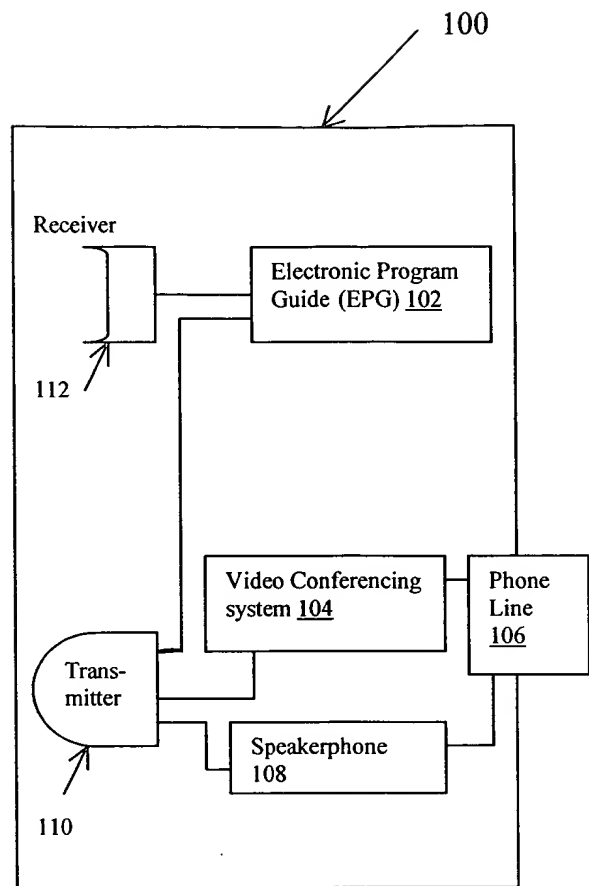 100
Receiver
Electronic Program
Guide (EPG) 102
112
Video Conferencing
system 104
Phone
Line
106
Trans-
mitter
Speakerphone
108
110